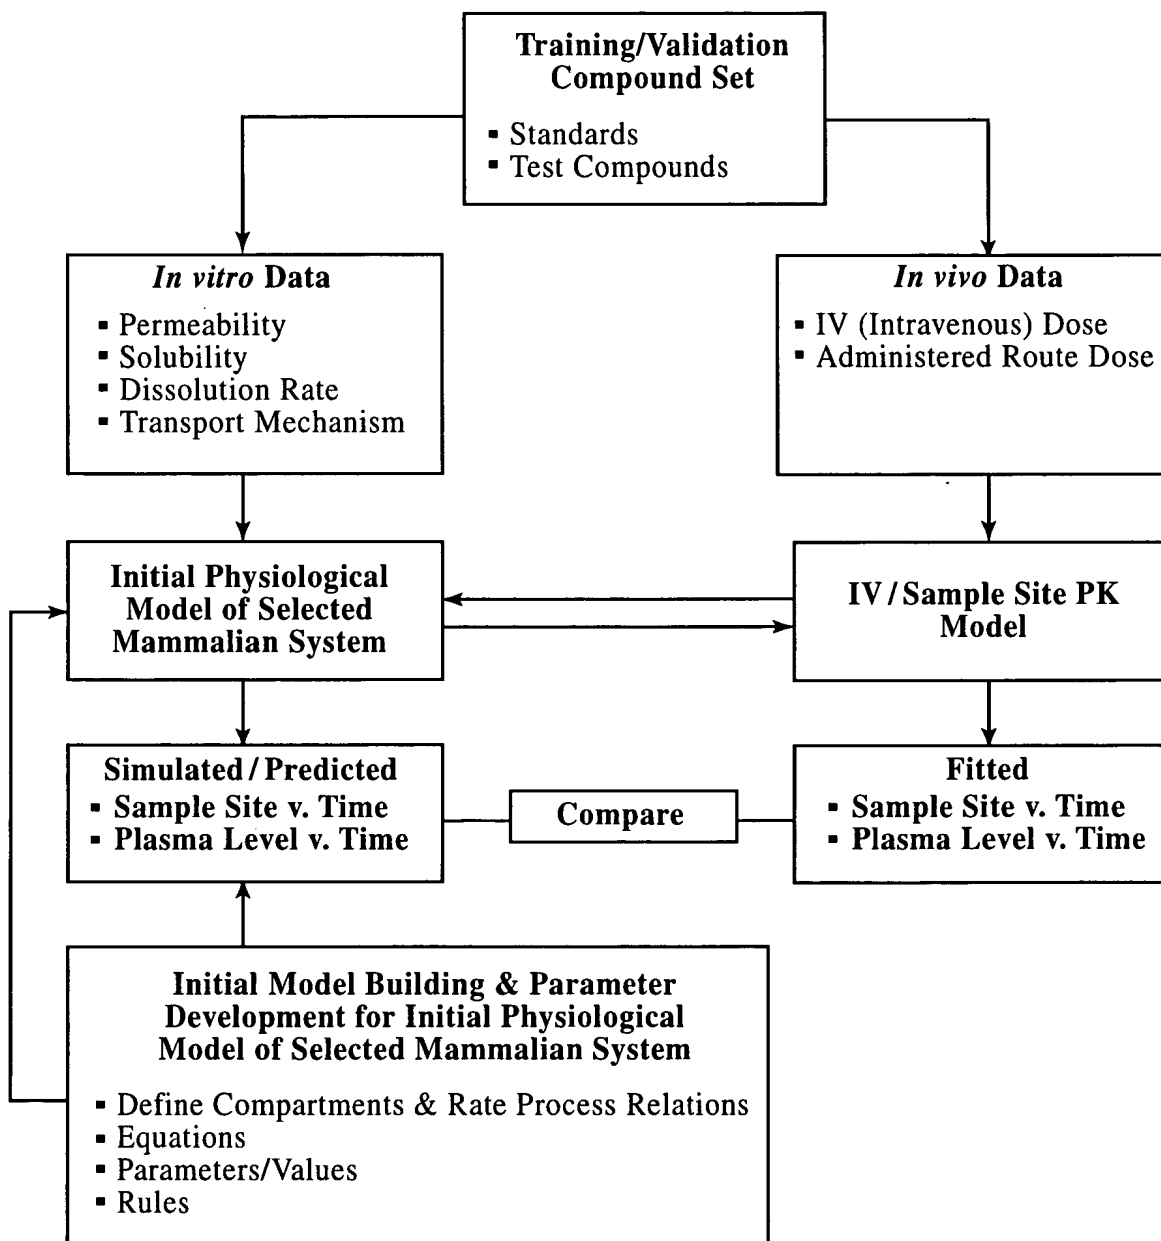 Training/Validation
Compound Set
▪ Standards
▪ Test Compounds
In vitro Data
▪ Permeability
▪ Solubility
▪ Dissolution Rate
▪ Transport Mechanism
In vivo Data
▪ IV (Intravenous) Dose
▪ Administered Route Dose
Initial Physiological
Model of Selected
Mammalian System
IV/Sample Site PK
Model
Simulated/Predicted
▪ Sample Site v. Time
▪ Plasma Level v. Time
Compare
Fitted
▪ Sample Site v. Time
▪ Plasma Level v. Time
Initial Model Building & Parameter
Development for Initial Physiological
Model of Selected Mammalian System
▪ Define Compartments & Rate Process Relations
▪ Equations
▪ Parameters/Values
▪ Rules